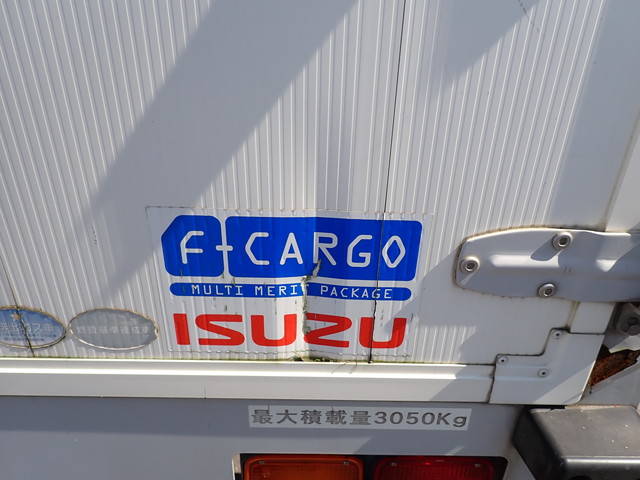 F-CARGO
MULTI MERIT PACKAGE
ISUZU
最大積載量3050Kg